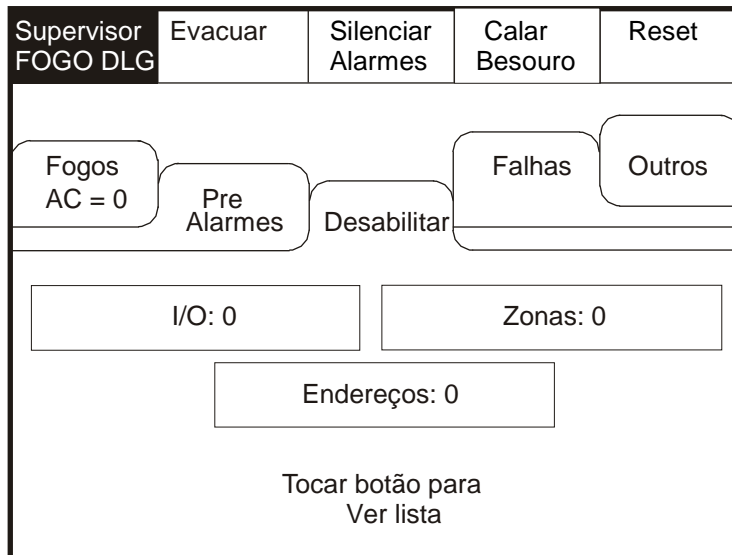 Supervisor
FOGO DLG
Evacuar
Silenciar
Alarmes
Calar
Besouro
Reset
Fogos
AC = 0
Pre
Alarmes
Desabilitar
Falhas
Outros
I/O: 0
Zonas: 0
Endereços: 0
Tocar botão para
Ver lista